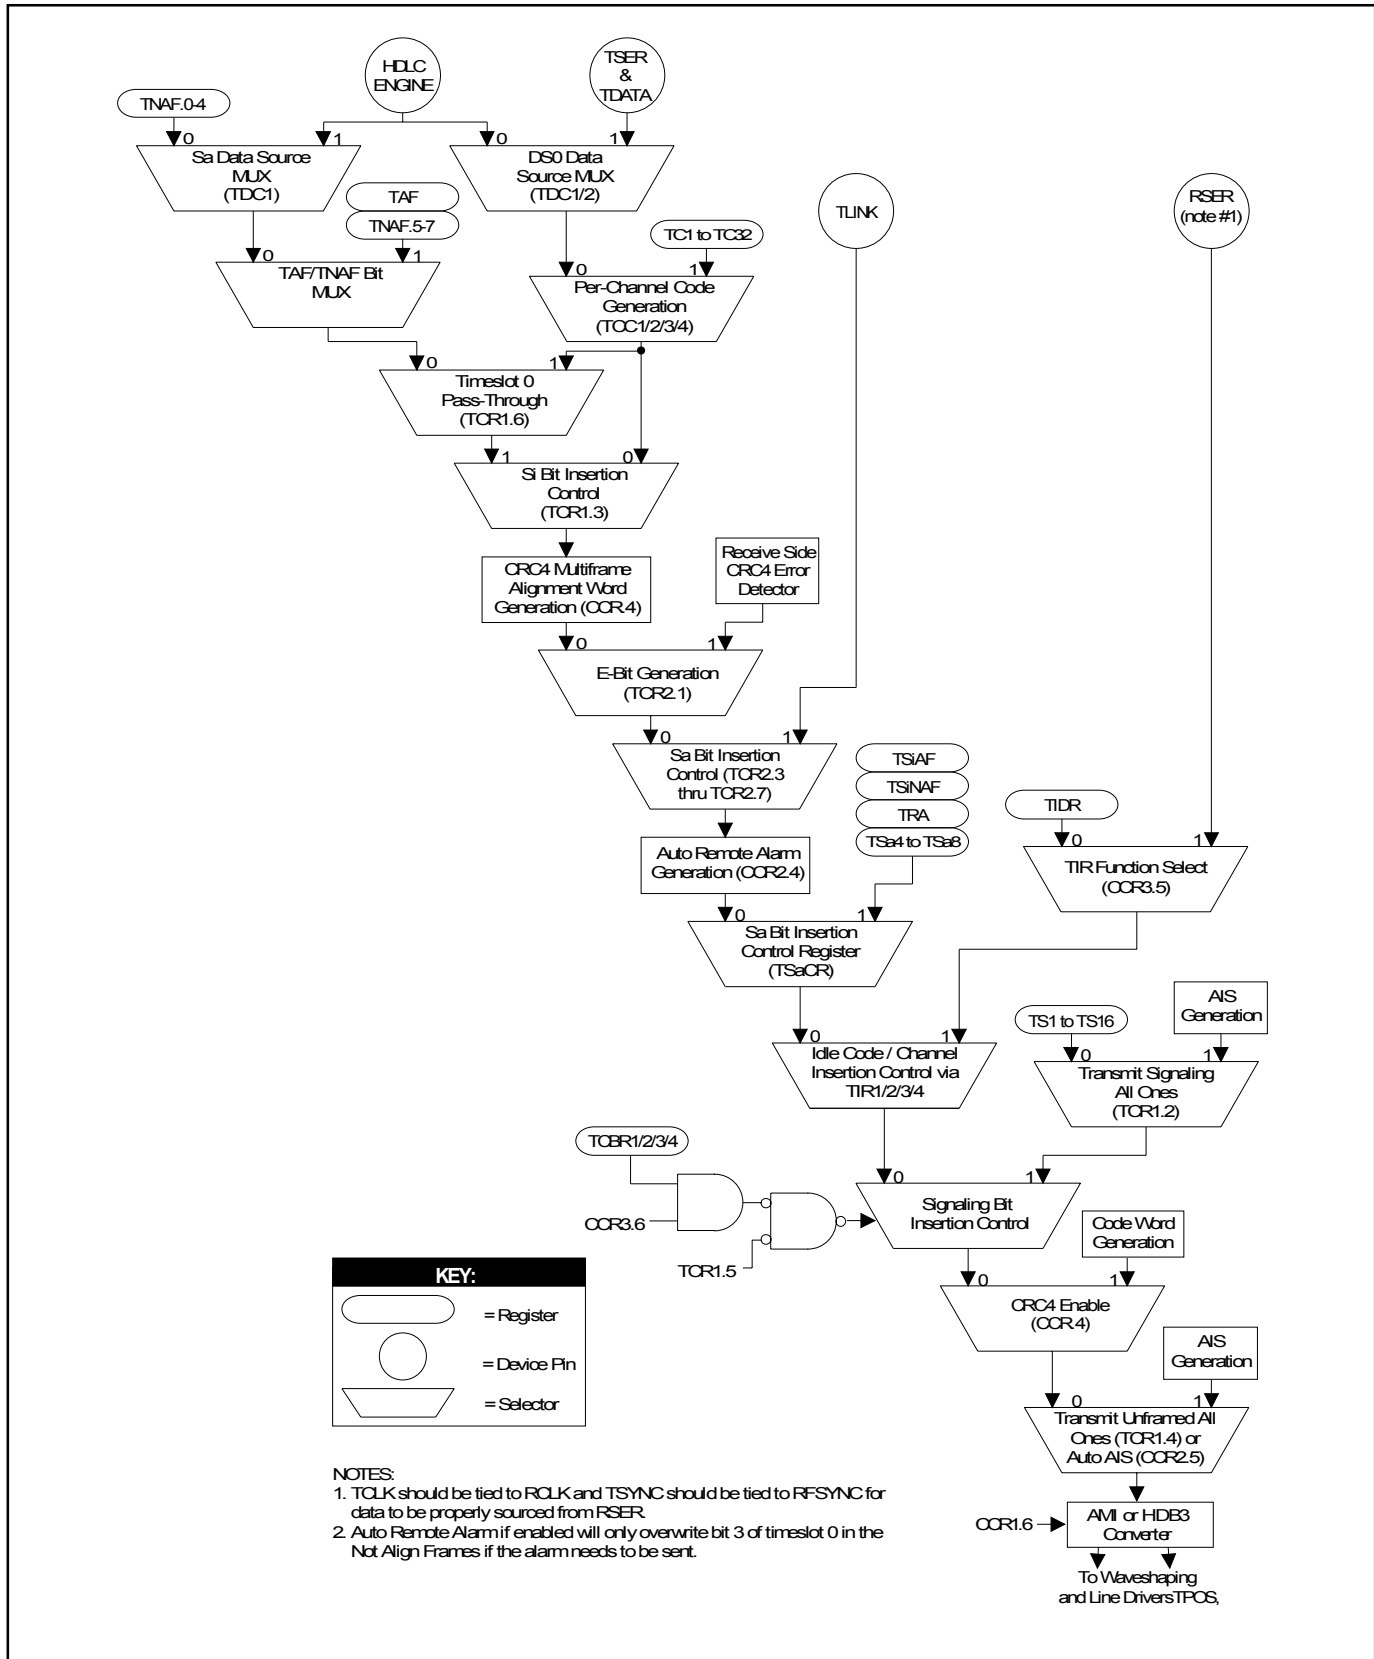 HDLC
ENGINE
TSER
&
TDATA
TNAF.0-4
0
1
0
1
Sa Data Source
MUX
(TDC1)
DS0 Data
Source MUX
(TDC1/2)
TAF
TNAF.5-7
TLINK
RSER
(note #1)
TC1 to TC32
0
1
0
1
TAF/TNAF Bit
MUX
Per-Channel Code
Generation
(TCC1/2/3/4)
0
1
Timeslot 0
Pass-Through
(TCR1.6)
1
0
Si Bit Insertion
Control
(TCR1.3)
CRC4 Multiframe
Alignment Word
Generation (CCR.4)
Receive Side
CRC4 Error
Detector
0
1
E-Bit Generation
(TCR2.1)
0
1
Sa Bit Insertion
Control (TCR2.3
thru TCR2.7)
TSiAF
TSiNAF
TRA
TSa4 to TSa8
TIDR
0
1
Auto Remote Alarm
Generation (CCR2.4)
TIR Function Select
(CCR3.5)
0
1
Sa Bit Insertion
Control Register
(TSaCR)
AIS
Generation
TS1 to TS16
0
1
0
1
Idle Code / Channel
Insertion Control via
TIR1/2/3/4
Transmit Signaling
All Ones
(TCR1.2)
TCBR1/2/3/4
0
1
CCR3.6
TCR1.5
Signaling Bit
Insertion Control
Code Word
Generation
0
1
CRC4 Enable
(CCR.4)
AIS
Generation
0
1
Transmit Unframed All
Ones (TCR1.4) or
Auto AIS (CCR2.5)
CCR1.6
AMI or HDB3
Converter
To Waveshaping
and Line DriversTPOS,
KEY:
= Register
= Device Pin
= Selector
NOTES:
1. TCLK should be tied to RCLK and TSYNC should be tied to RFSYNC for
data to be properly sourced from RSER.
2. Auto Remote Alarm if enabled will only overwrite bit 3 of timeslot 0 in the
Not Align Frames if the alarm needs to be sent.